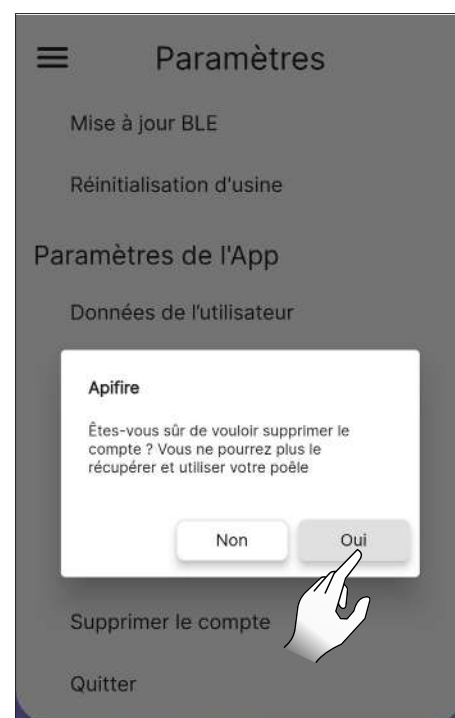 Paramètres
Mise à jour BLE
Réinitialisation d'usine
Paramètres de l'App
Données de l'utilisateur
Apifire
Êtes-vous sûr de vouloir supprimer le
compte ? Vous ne pourrez plus le
récupérer et utiliser votre poêle
Non
Oui
Supprimer le compte
Quitter